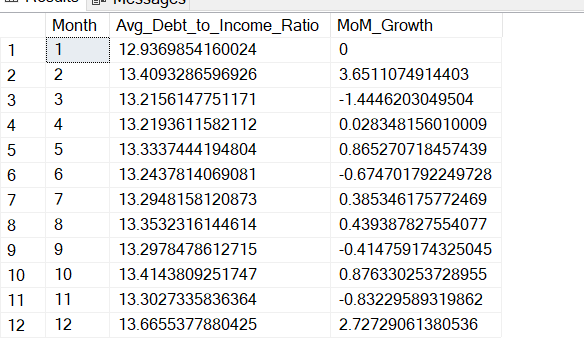 Results Messages
Month Avg_Debt_to_Income_Ratio MoM_Growth
1 1 12.9369854160024 0
2 2 13.4093286596926 3.6511074914403
3 3 13.2156147751171 -1.4446203049504
4 4 13.2193611582112 0.028348156010009
5 5 13.3337444194804 0.865270718457439
6 6 13.2437814069081 -0.674701792249728
7 7 13.2948158120873 0.385346175772469
8 8 13.3532316144614 0.439387827554077
9 9 13.2978478612715 -0.414759174325045
10 10 13.4143809251747 0.876330253728955
11 11 13.3027335836364 -0.83229589319862
12 12 13.6655377880425 2.72729061380536